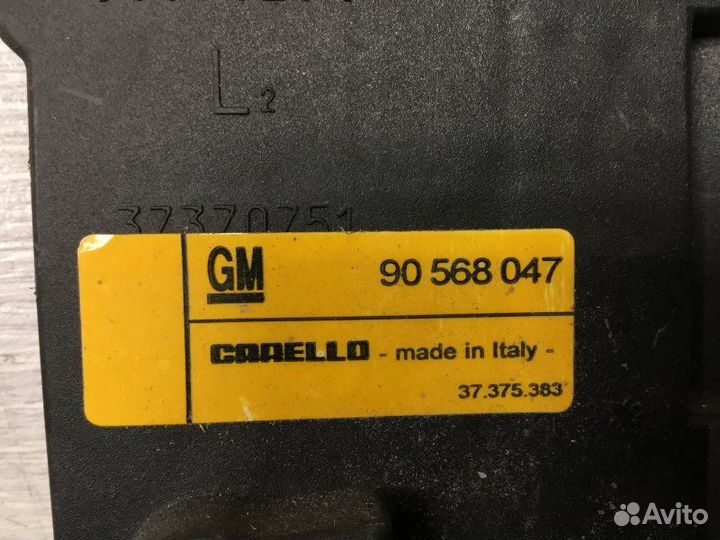 L2
37370751
GM 90 568 047
CARELLO - made in Italy -
37.375.383
Avito